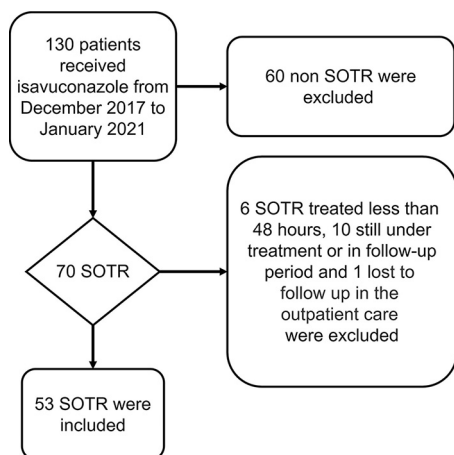 130 patients
received
isavuconazole from
December 2017 to
January 2021
60 non SOTR were
excluded
6 SOTR treated less than
48 hours, 10 still under
treatment or in follow-up
period and 1 lost to
follow up in the
outpatient care
were excluded
70 SOTR
53 SOTR were
included